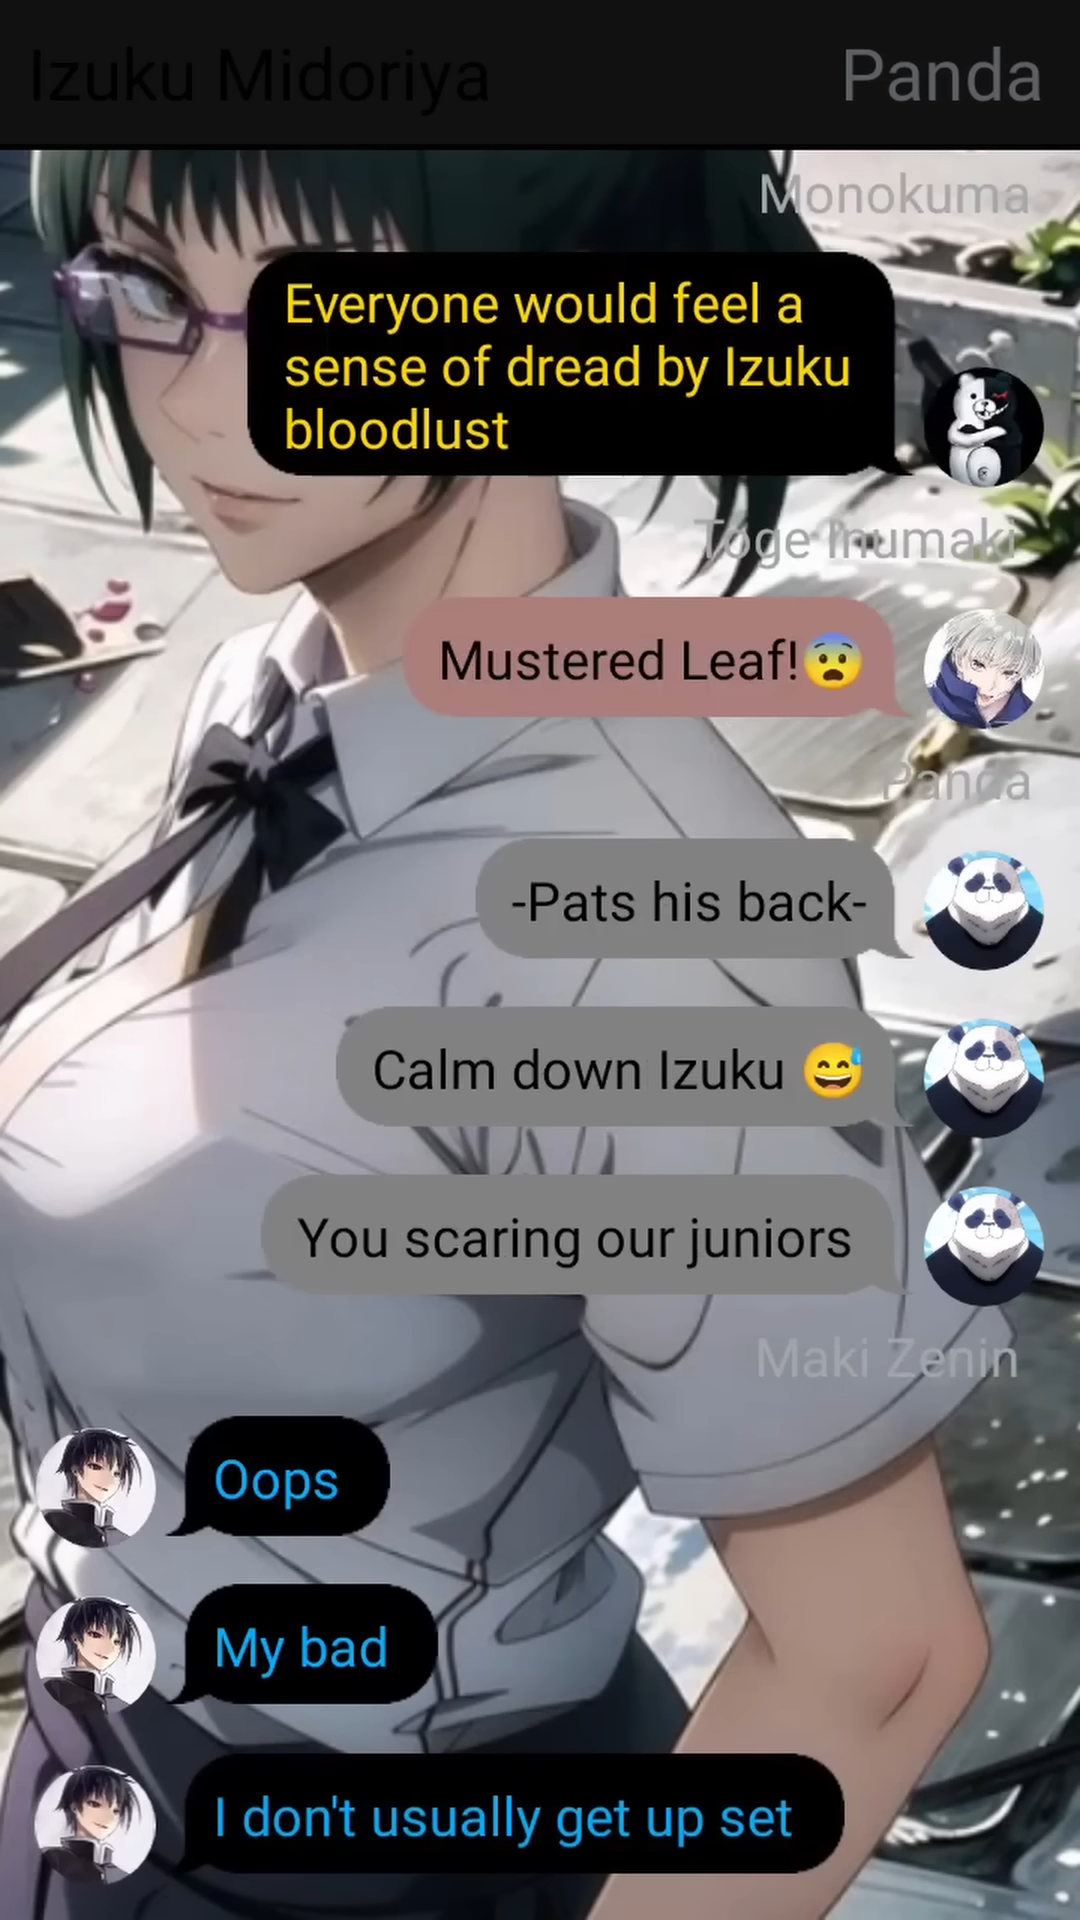 Izuku Midoriya
Panda
Monokuma
Everyone would feel a
sense of dread by Izuku
bloodlust
Toge Inumaki
Mustered Leaf!😨
Panda
-Pats his back-
Calm down Izuku 😅
You scaring our juniors
Maki Zenin
Oops
My bad
I don't usually get up set